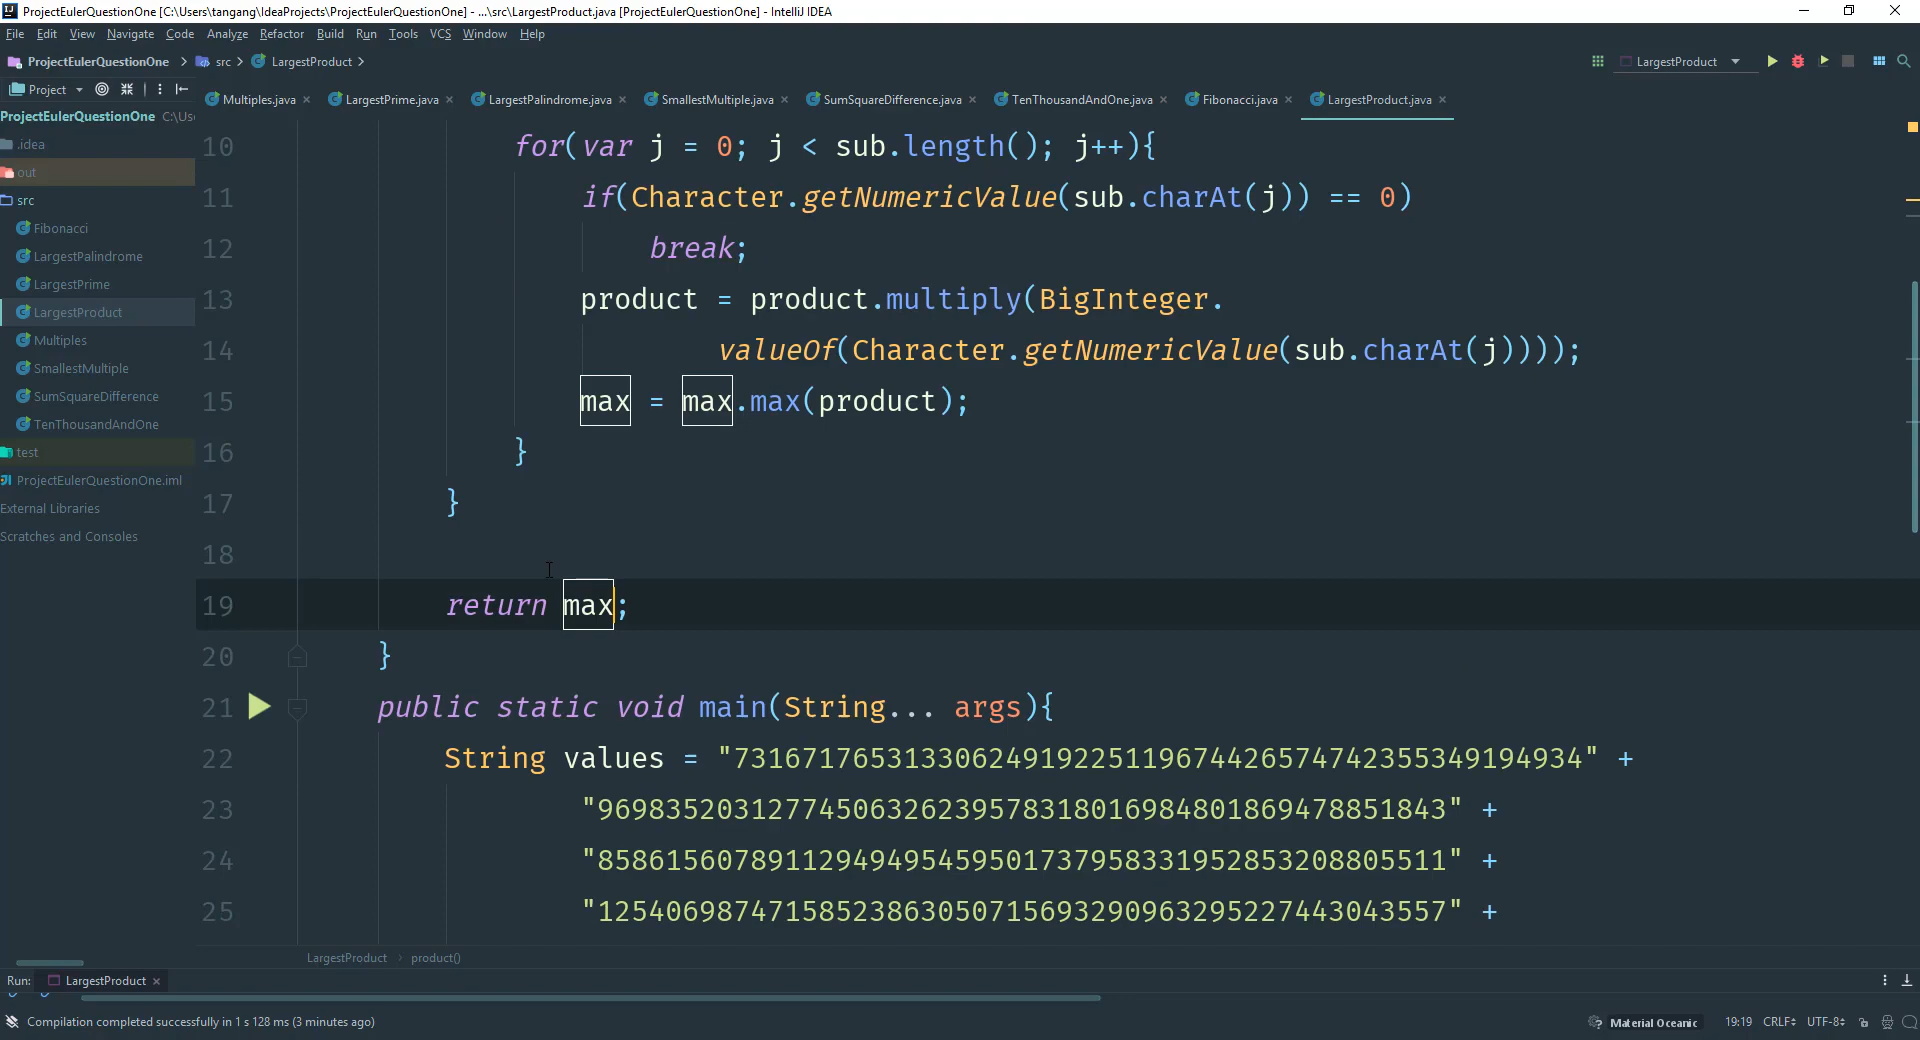 ProjectEulerQuestionOne [C:\Users\tangang\IdeaProjects\ProjectEulerQuestionOne] - ...\src\LargestProduct.java [ProjectEulerQuestionOne] - IntelliJ IDEA
File Edit View Navigate Code Analyze Refactor Build Run Tools VCS Window Help
ProjectEulerQuestionOne src LargestProduct LargestProduct
Project Multiples.java LargestPrime.java LargestPalindrome.java SmallestMultiple.java SumSquareDifference.java TenThousandAndOne.java Fibonacci.java LargestProduct.java
ProjectEulerQuestionOne C:\Use
.idea
out
src
Fibonacci
LargestPalindrome
LargestPrime
LargestProduct
Multiples
SmallestMultiple
SumSquareDifference
TenThousandAndOne
test
ProjectEulerQuestionOne.iml
External Libraries
Scratches and Consoles
10 for(var j = 0; j < sub.length(); j++){
11 if(Character.getNumericValue(sub.charAt(j)) == 0)
12 break;
13 product = product.multiply(BigInteger.
14 valueOf(Character.getNumericValue(sub.charAt(j))));
15 max = max.max(product);
16 }
17 }
18
19 return max;
20 }
21 public static void main(String... args){
22 String values = "73167176531330624919225119674426574742355349194934" +
23 "96983520312774506326239578318016984801869478851843" +
24 "85861560789112949495459501737958331952853208805511" +
25 "12540698747158523863050715693290963295227443043557" +
LargestProduct product()
Run: LargestProduct
Compilation completed successfully in 1 s 128 ms (3 minutes ago) Material Oceanic 19:19 CRLF UTF-8